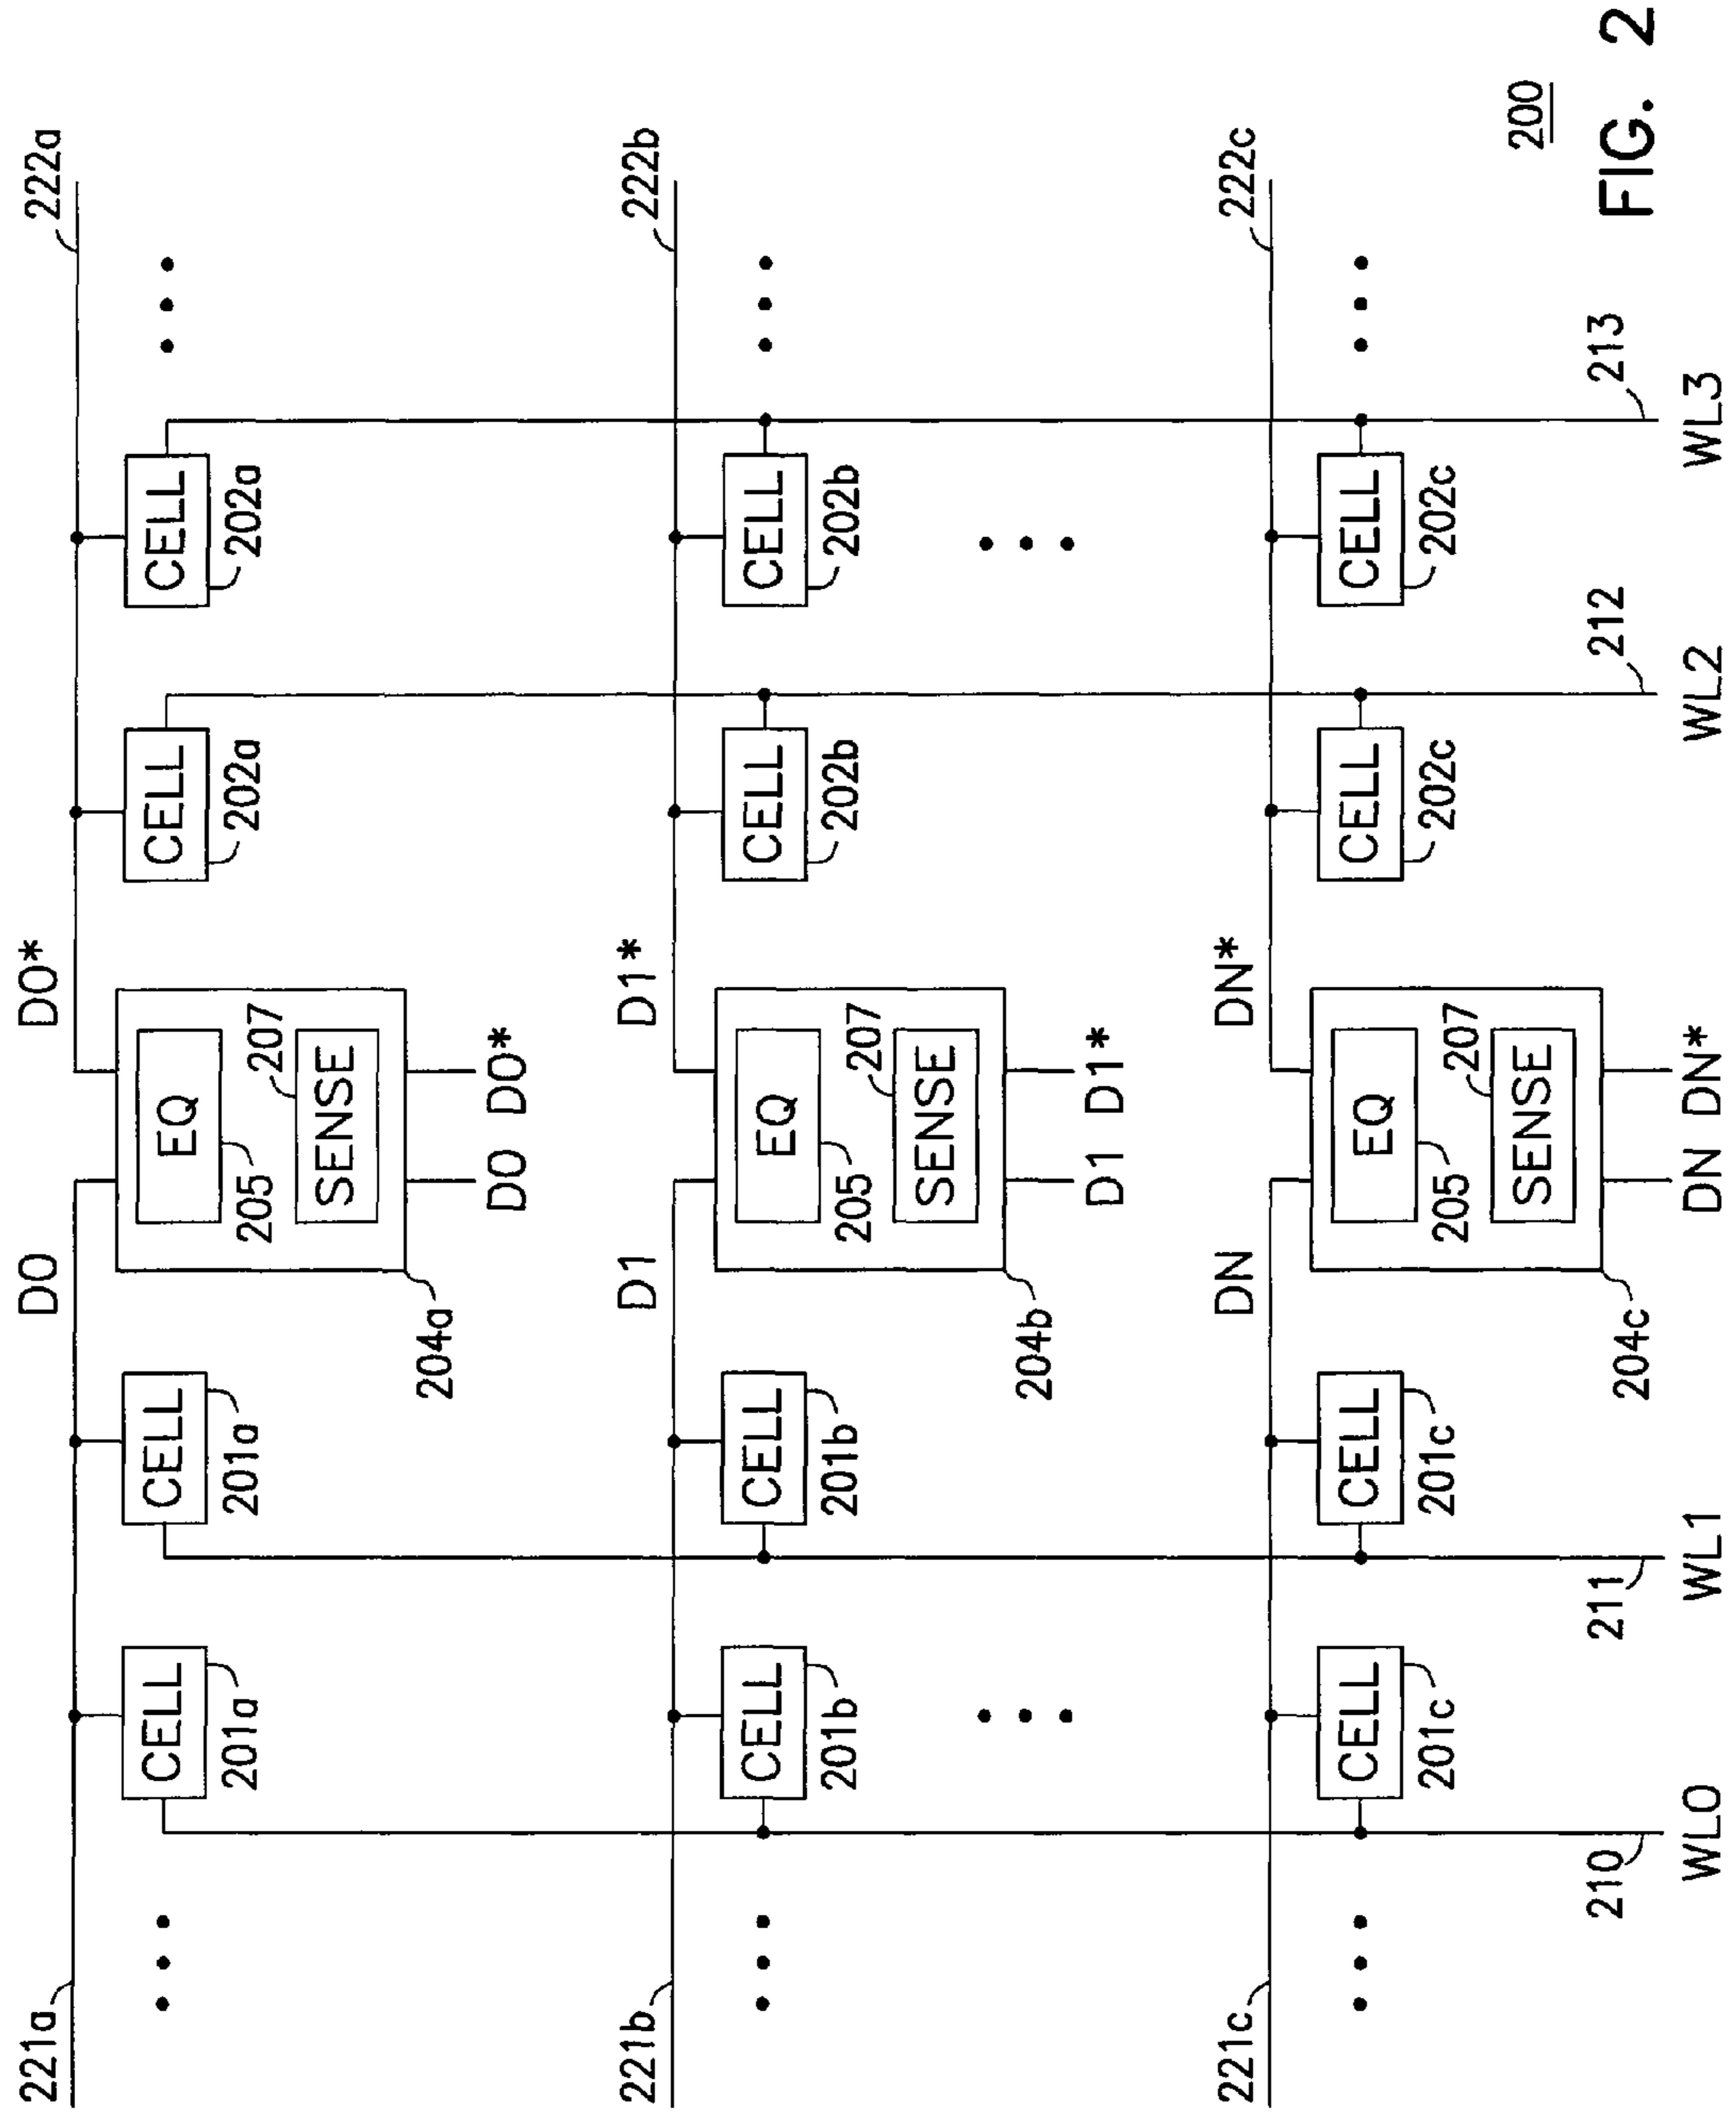 221a D0 D0* 222a
CELL CELL EQ CELL CELL
201a 201a 205 207 202a 202a
SENSE
204a
D0 D0*
221b D1 D1* 222b
CELL CELL EQ CELL CELL
201b 201b 205 207 202b 202b
SENSE
204b
D1 D1*
221c DN DN* 222c
CELL CELL EQ CELL CELL
201c 201c 205 207 202c 202c
SENSE
200
210 211 204c 212 213
WL0 WL1 DN DN* WL2 WL3
FIG. 2